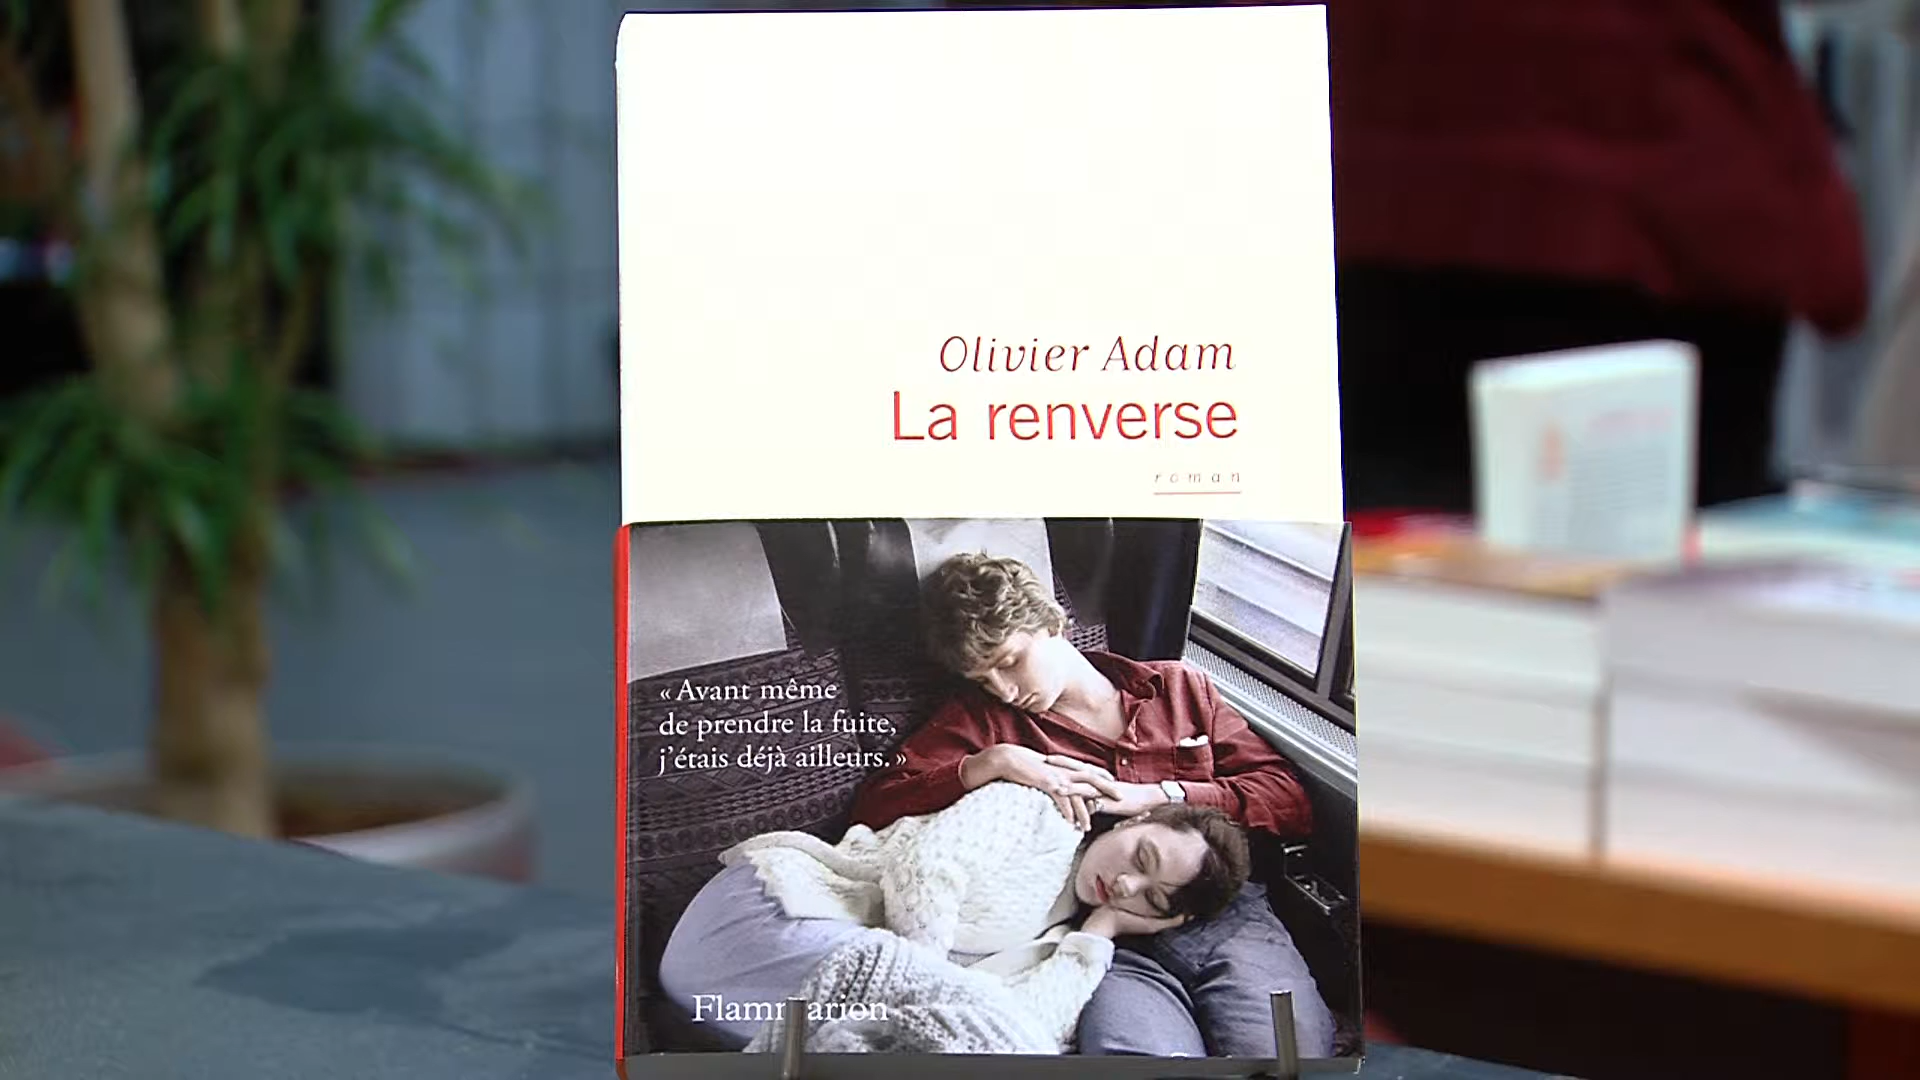 Olivier Adam
La renverse
roman
« Avant même
de prendre la fuite,
j'étais déjà ailleurs. »
Flammarion